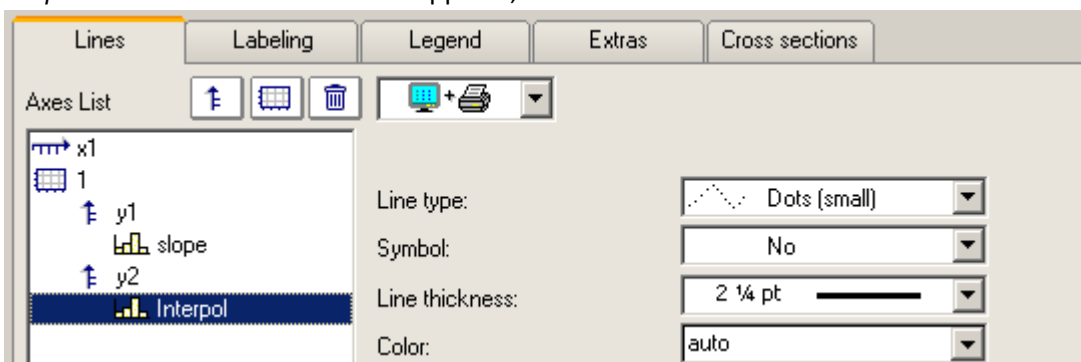 Lines Labeling Legend Extras Cross sections
Axes List +
x1
1
y1
slope
y2
Interpol
Line type: Dots (small)
Symbol: No
Line thickness: 2 ¼ pt
Color: auto